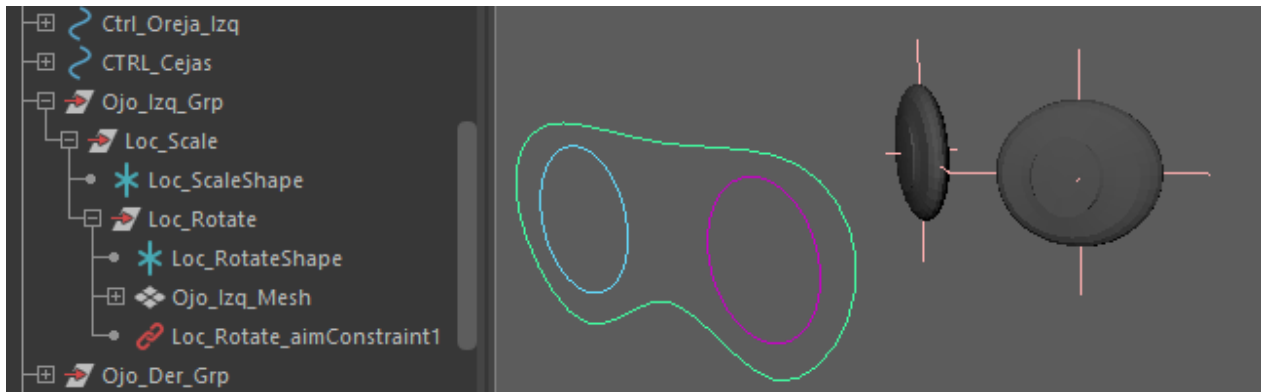 Ctrl_Oreja_Izq
CTRL_Cejas
Ojo_Izq_Grp
Loc_Scale
Loc_ScaleShape
Loc_Rotate
Loc_RotateShape
Ojo_Izq_Mesh
Loc_Rotate_aimConstraint1
Ojo_Der_Grp